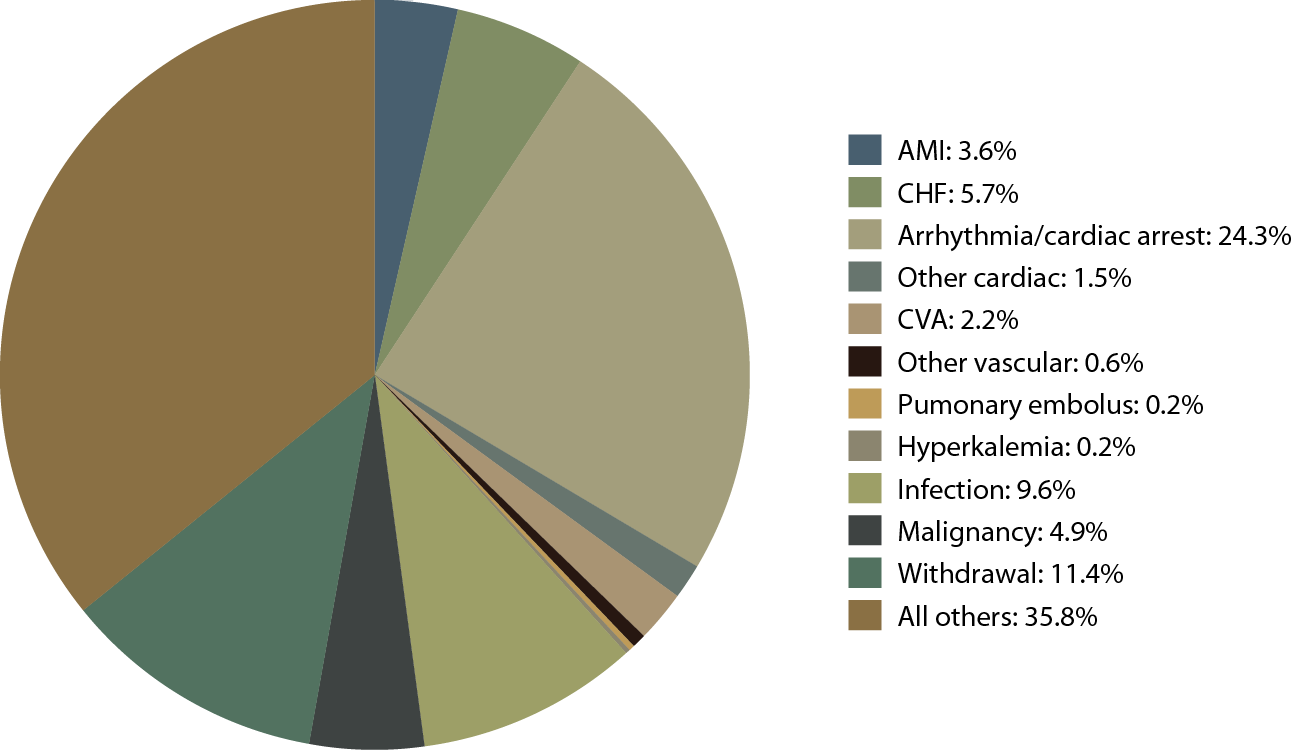 AMI: 3.6%
CHF: 5.7%
Arrhythmia/cardiac arrest: 24.3%
Other cardiac: 1.5%
CVA: 2.2%
Other vascular: 0.6%
Pumonary embolus: 0.2%
Hyperkalemia: 0.2%
Infection: 9.6%
Malignancy: 4.9%
Withdrawal: 11.4%
All others: 35.8%